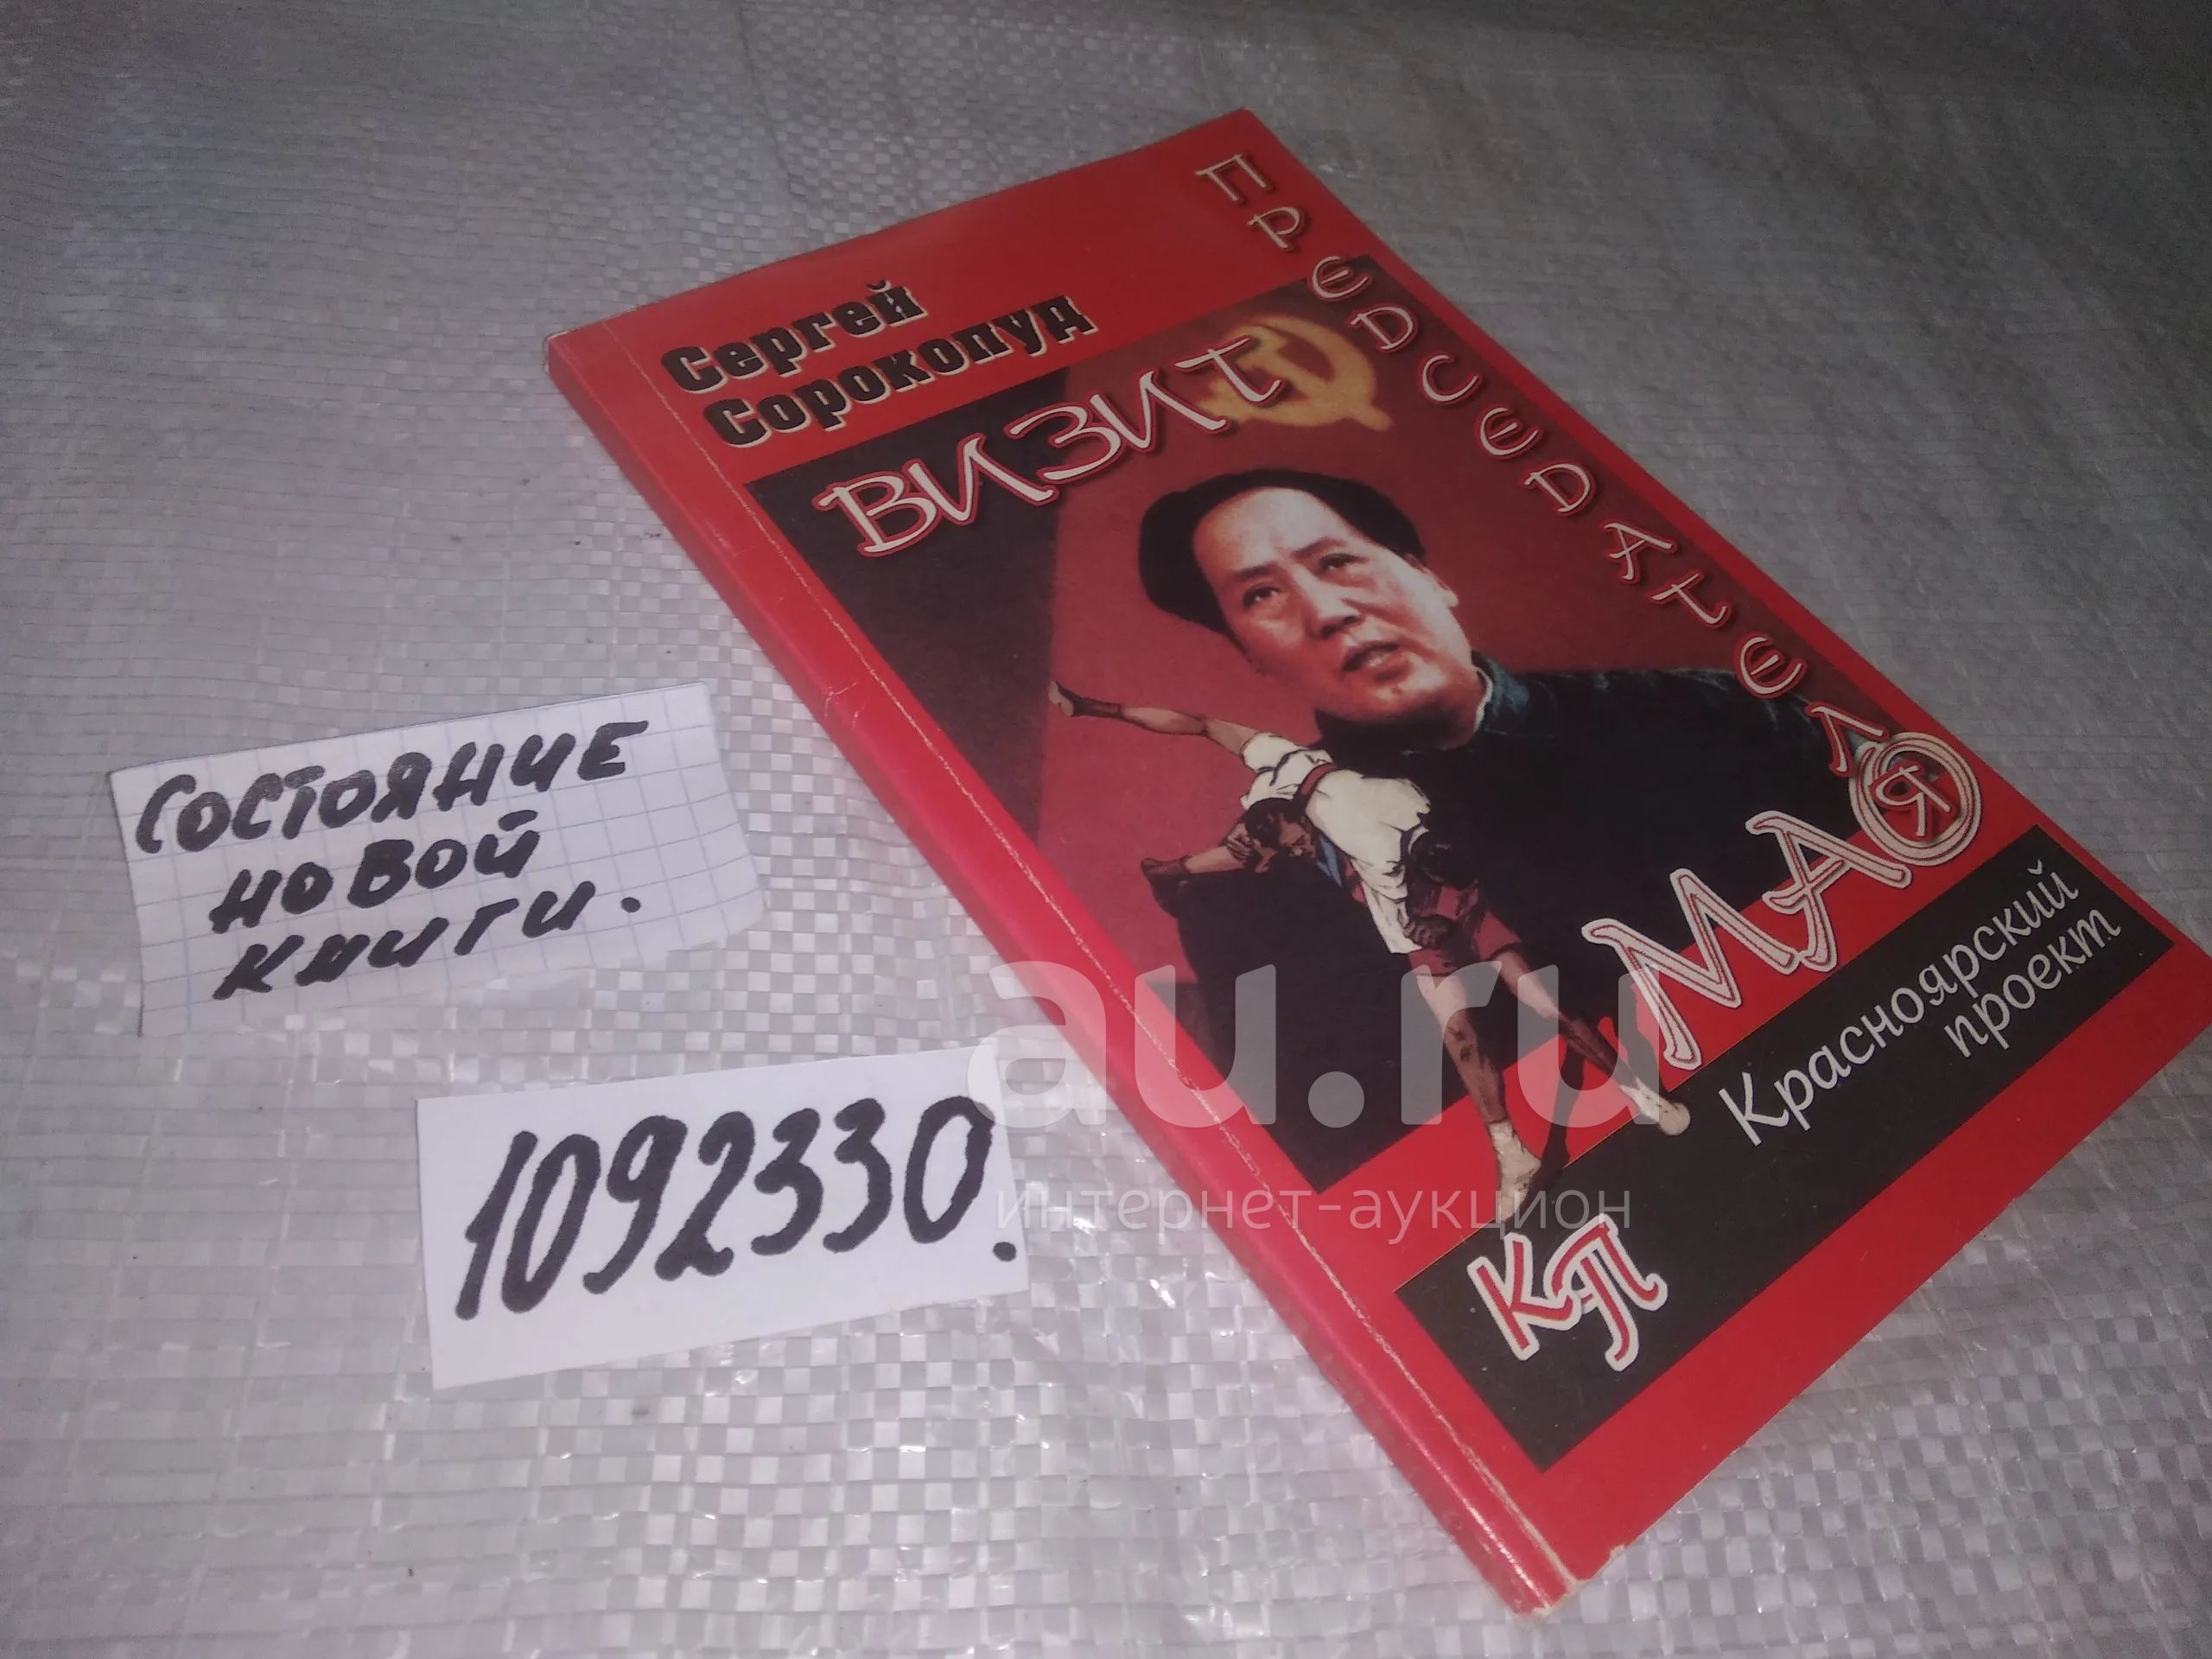 Сергей
Сорокопуд
ВИЗИТ
ПРЕДСЕДАТЕЛЯ
МАО
Красноярский
проект
КП
СОСТОЯНИЕ
НОВОЙ
КНИГИ.
1092330.
au.ru
интернет-аукцион